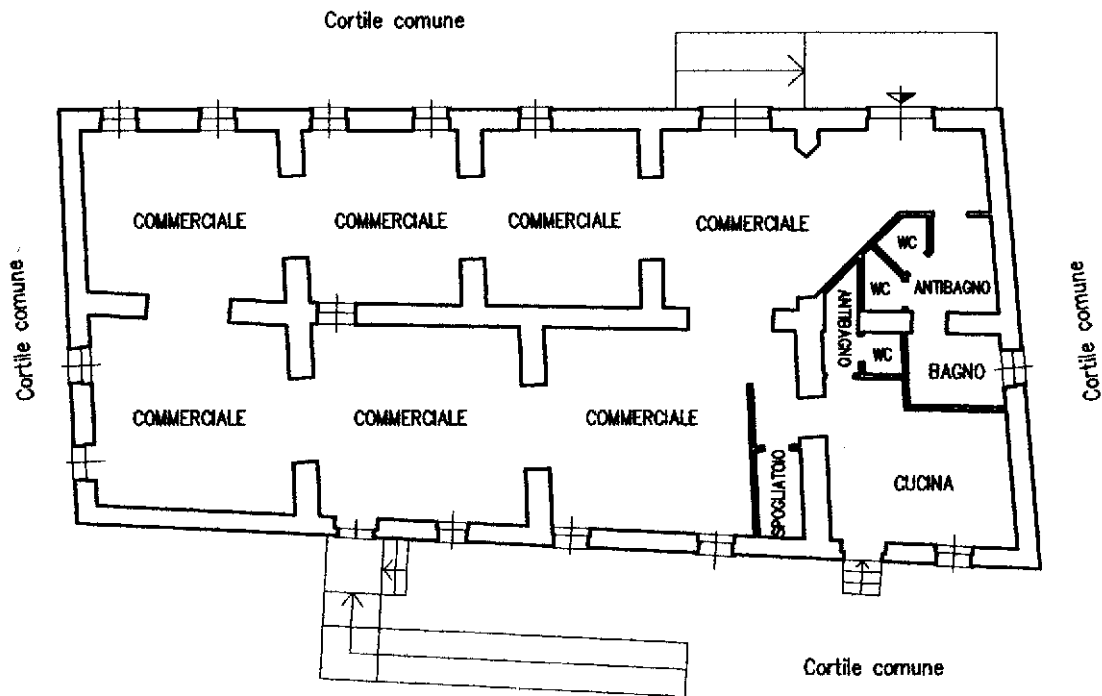 Cortile comune
COMMERCIALE
COMMERCIALE
COMMERCIALE
COMMERCIALE
WC
Cortile comune
WC
ANTIBAGNO
ANTIBAGNO
Cortile comune
WC
BAGNO
COMMERCIALE
COMMERCIALE
COMMERCIALE
SPOGLIATOIO
CUCINA
Cortile comune